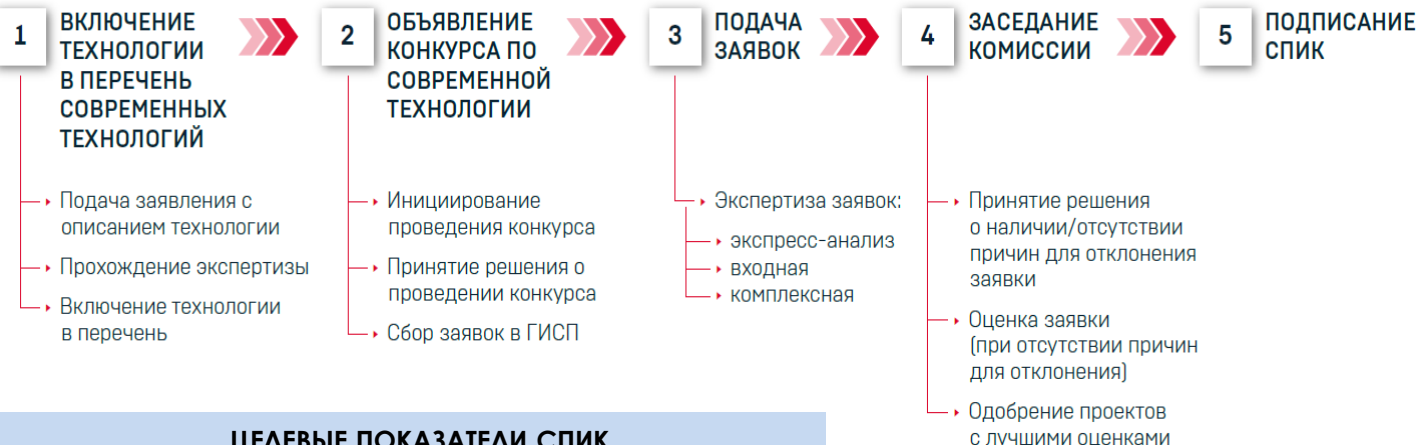 1
ВКЛЮЧЕНИЕ
ТЕХНОЛОГИИ
В ПЕРЕЧЕНЬ
СОВРЕМЕННЫХ
ТЕХНОЛОГИЙ
Подача заявления с
описанием технологии
Прохождение экспертизы
Включение технологии
в перечень
2
ОБЪЯВЛЕНИЕ
КОНКУРСА ПО
СОВРЕМЕННОЙ
ТЕХНОЛОГИИ
Инициирование
проведения конкурса
Принятие решения о
проведении конкурса
Сбор заявок в ГИСП
3
ПОДАЧА
ЗАЯВОК
Экспертиза заявок:
экспресс-анализ
входная
комплексная
4
ЗАСЕДАНИЕ
КОМИССИИ
Принятие решения
о наличии/отсутствии
причин для отклонения
заявки
Оценка заявки
(при отсутствии причин
для отклонения)
Одобрение проектов
с лучшими оценками
5
ПОДПИСАНИЕ
СПИК
ЦЕЛЕВЫЕ ПОКАЗАТЕЛИ СПИК